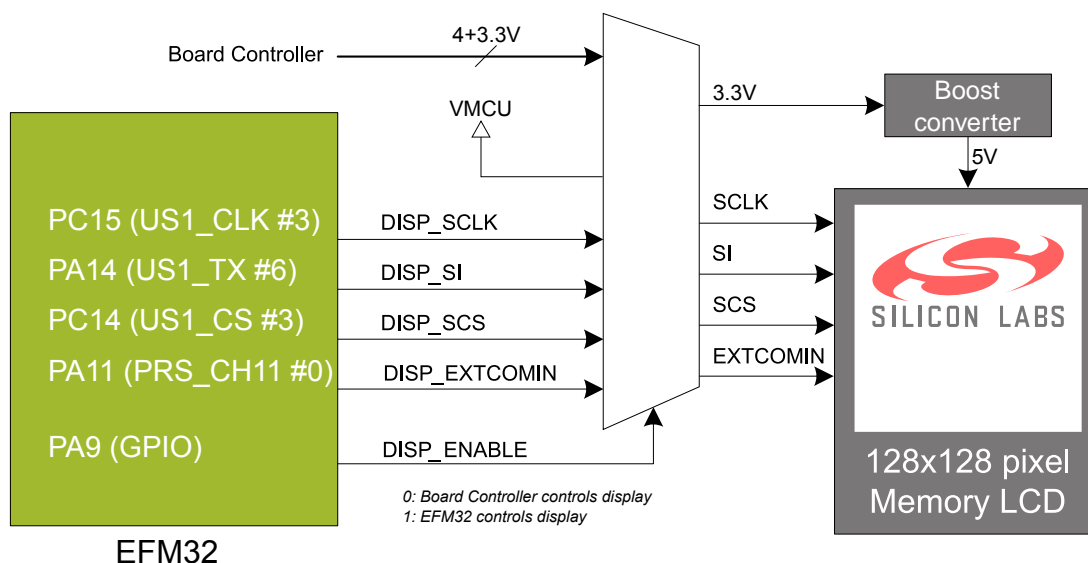 4+3.3V
Board Controller
3.3V
Boost
converter
VMCU
5V
PC15 (US1_CLK #3)
DISP_SCLK
SCLK
PA14 (US1_TX #6)
DISP_SI
SI
PC14 (US1_CS #3)
DISP_SCS
SCS
SILICON LABS
PA11 (PRS_CH11 #0)
DISP_EXTCOMIN
EXTCOMIN
PA9 (GPIO)
DISP_ENABLE
0: Board Controller controls display
1: EFM32 controls display
128x128 pixel
Memory LCD
EFM32